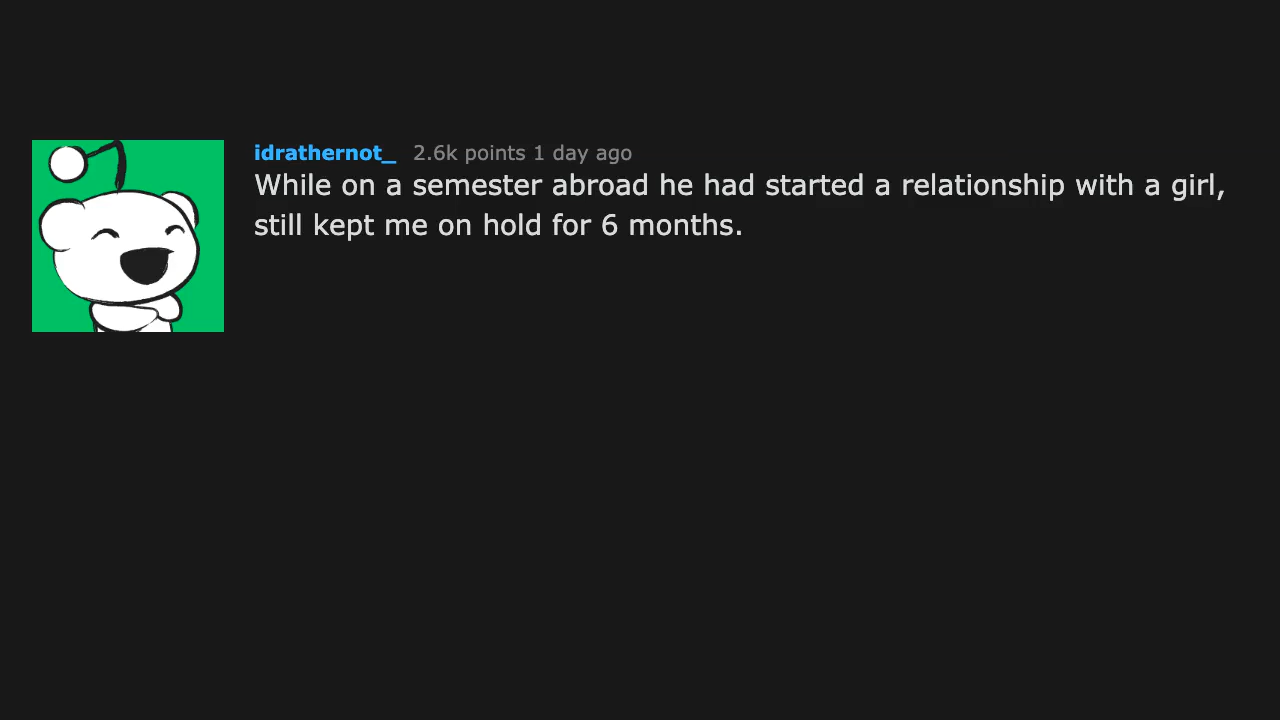 idrathernot_ 2.6k points 1 day ago
While on a semester abroad he had started a relationship with a girl,
still kept me on hold for 6 months.